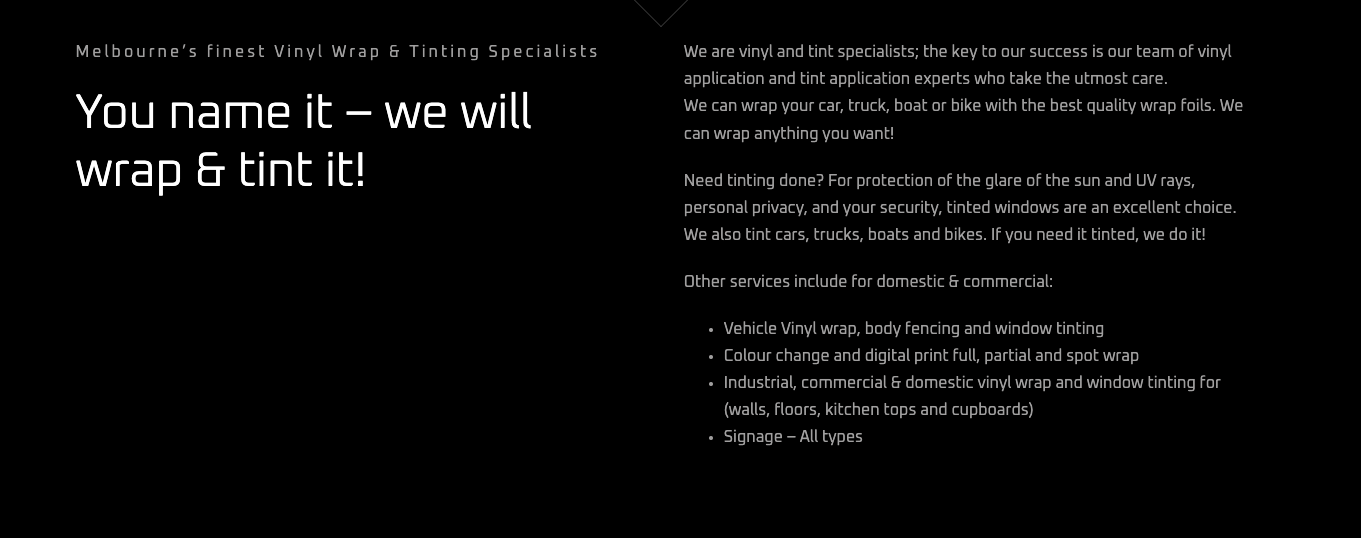 Melbourne’s finest Vinyl Wrap & Tinting Specialists
You name it – we will
wrap & tint it!
We are vinyl and tint specialists; the key to our success is our team of vinyl
application and tint application experts who take the utmost care.
We can wrap your car, truck, boat or bike with the best quality wrap foils. We
can wrap anything you want!
Need tinting done? For protection of the glare of the sun and UV rays,
personal privacy, and your security, tinted windows are an excellent choice.
We also tint cars, trucks, boats and bikes. If you need it tinted, we do it!
Other services include for domestic & commercial:
• Vehicle Vinyl wrap, body fencing and window tinting
• Colour change and digital print full, partial and spot wrap
• Industrial, commercial & domestic vinyl wrap and window tinting for
(walls, floors, kitchen tops and cupboards)
• Signage – All types